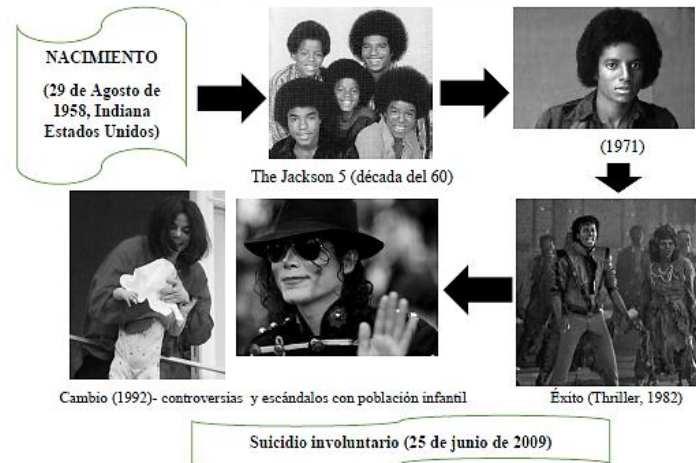 NACIMIENTO
(29 de Agosto de
1958, Indiana
Estados Unidos)
The Jackson 5 (década del 60)
(1971)
Cambio (1992)- controversias y escándalos con población infantil
Éxito (Thriller, 1982)
Suicidio involuntario (25 de junio de 2009)